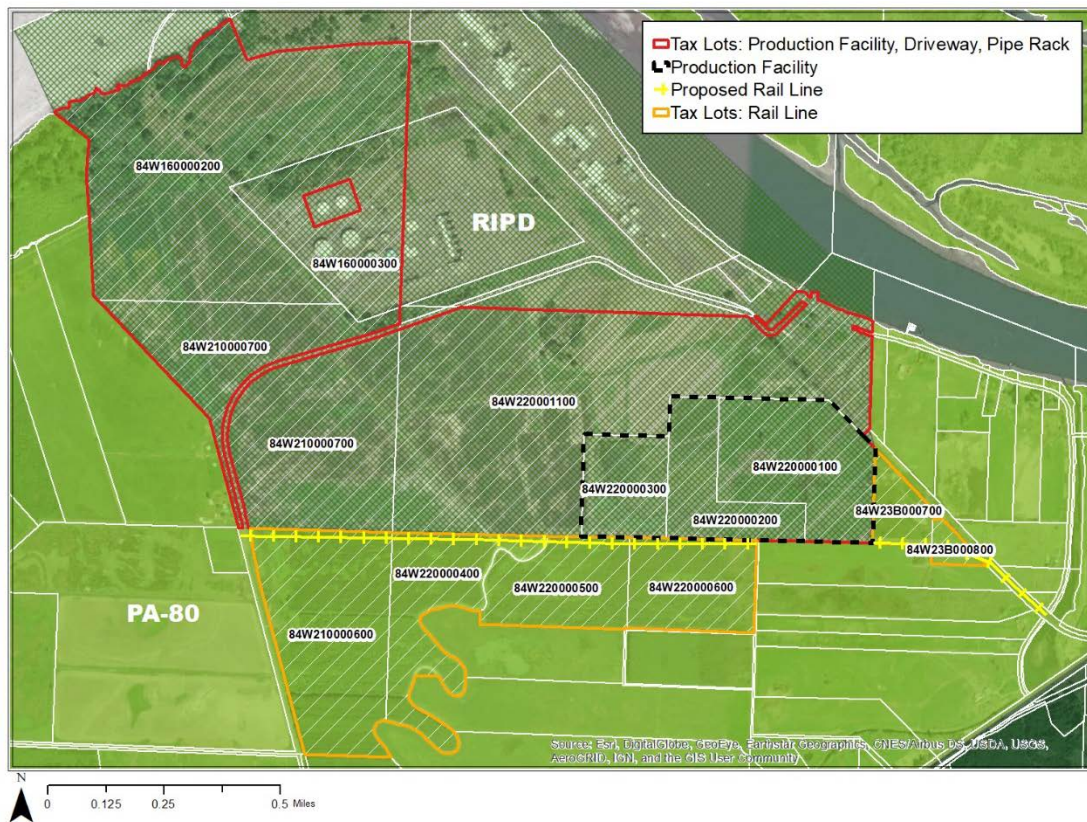 Tax Lots: Production Facility, Driveway, Pipe Rack
Production Facility
Proposed Rail Line
Tax Lots: Rail Line
84W160000200
RIPD
84W160000300
84W210000700
84W220001100
84W210000700
84W220000100
84W220000300
84W23B000700
84W220000200
84W23B000800
84W220000400
84W220000500
84W220000600
PA-80
84W210000600
Source: Esri, DigitalGlobe, GeoEye, Earthstar Geographics, CNES/Airbus DS, USDA, USGS,
AeroGRID, IGN, and the GIS User Community
N
0 0.125 0.25 0.5 Miles